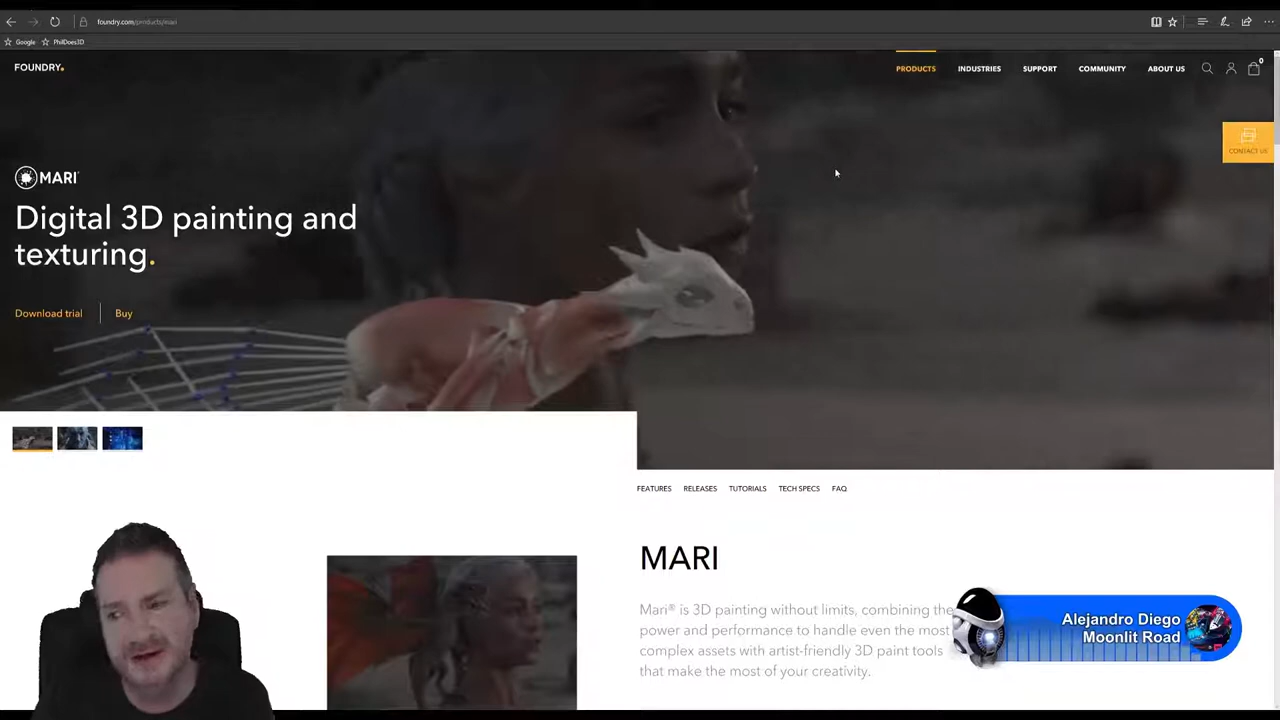 foundry.com/products/mari
Google
PhilDoes3D
FOUNDRY.
PRODUCTS
INDUSTRIES
SUPPORT
COMMUNITY
ABOUT US
0
CONTACT US
MARI
Digital 3D painting and
texturing.
Download trial
Buy
FEATURES
RELEASES
TUTORIALS
TECH SPECS
FAQ
MARI
Mari® is 3D painting without limits, combining the
power and performance to handle even the most
complex assets with artist-friendly 3D paint tools
that make the most of your creativity.
Alejandro Diego
Moonlit Road